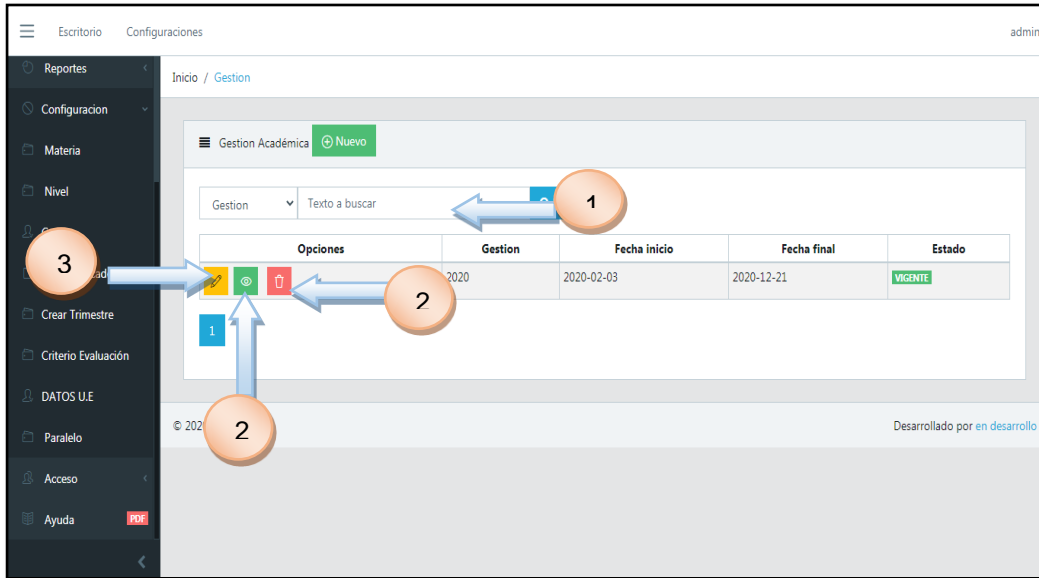 Escritorio Configuraciones admin
Reportes
Inicio / Gestion
Configuracion
Gestion Académica Nuevo
Materia
Nivel
Gestion Texto a buscar 1
Opciones Gestion Fecha inicio Fecha final Estado
3
2020 2020-02-03 2020-12-21 VIGENTE
2
Crear Trimestre
1
Criterio Evaluación
DATOS U.E
© 202 2 Desarrollado por en desarrollo
Paralelo
Acceso
Ayuda PDF